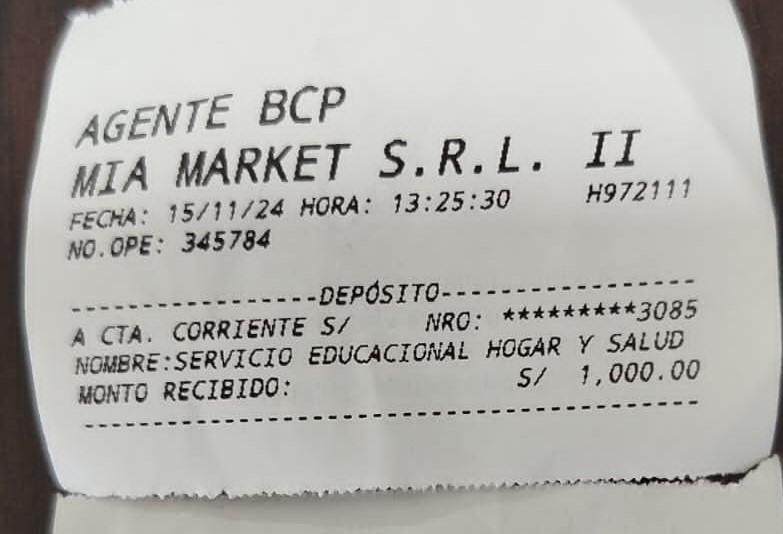 AGENTE BCP
MIA MARKET S.R.L. II
FECHA: 15/11/24 HORA: 13:25:30 H972111
NO.OPE: 345784
------------------DEPÓSITO------------------
A CTA. CORRIENTE S/ NRO: *********3085
NOMBRE:SERVICIO EDUCACIONAL HOGAR Y SALUD
MONTO RECIBIDO: S/ 1,000.00
---------------------------------------------